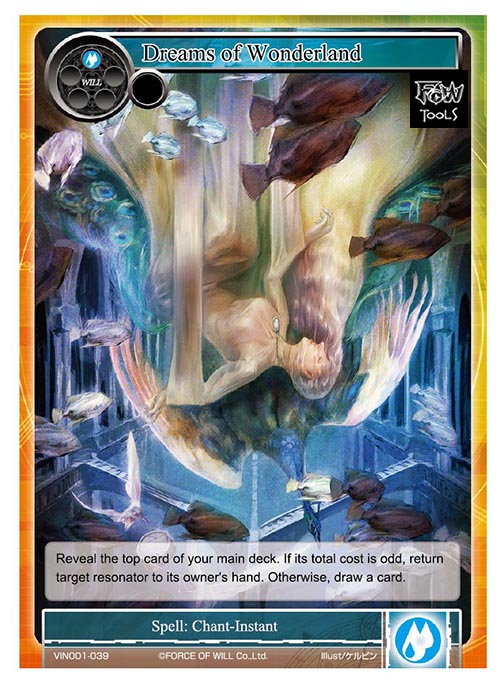 Dreams of Wonderland
WILL
FOW
TOOLS
Reveal the top card of your main deck. If its total cost is odd, return
target resonator to its owner's hand. Otherwise, draw a card.
Spell: Chant-Instant
VIN001-039
©FORCE OF WILL Co.,Ltd.
Illust/ケルビン